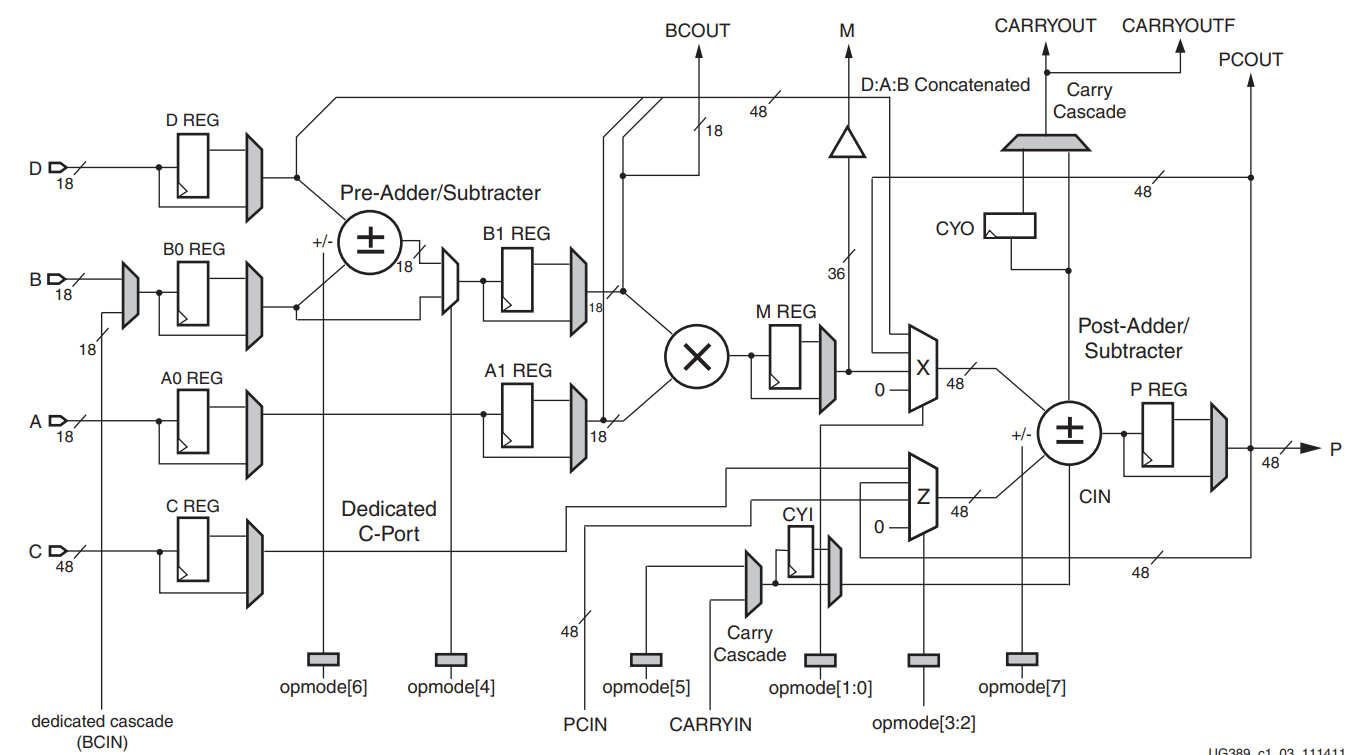 BCOUT
M
CARRYOUT
CARRYOUTF
PCOUT
D:A:B Concatenated
Carry
Cascade
48
18
D REG
D
18
Pre-Adder/Subtracter
48
CYO
+/-
18
B0 REG
B
18
B1 REG
18
36
18
M REG
Post-Adder/
Subtracter
A0 REG
A1 REG
X
48
0
P REG
A
18
18
+/-
P
48
C REG
Dedicated
C-Port
Z
48
CIN
CYI
0
C
48
48
48
Carry
Cascade
opmode[6]
opmode[4]
opmode[5]
opmode[1:0]
opmode[7]
dedicated cascade
(BCIN)
PCIN
CARRYIN
opmode[3:2]